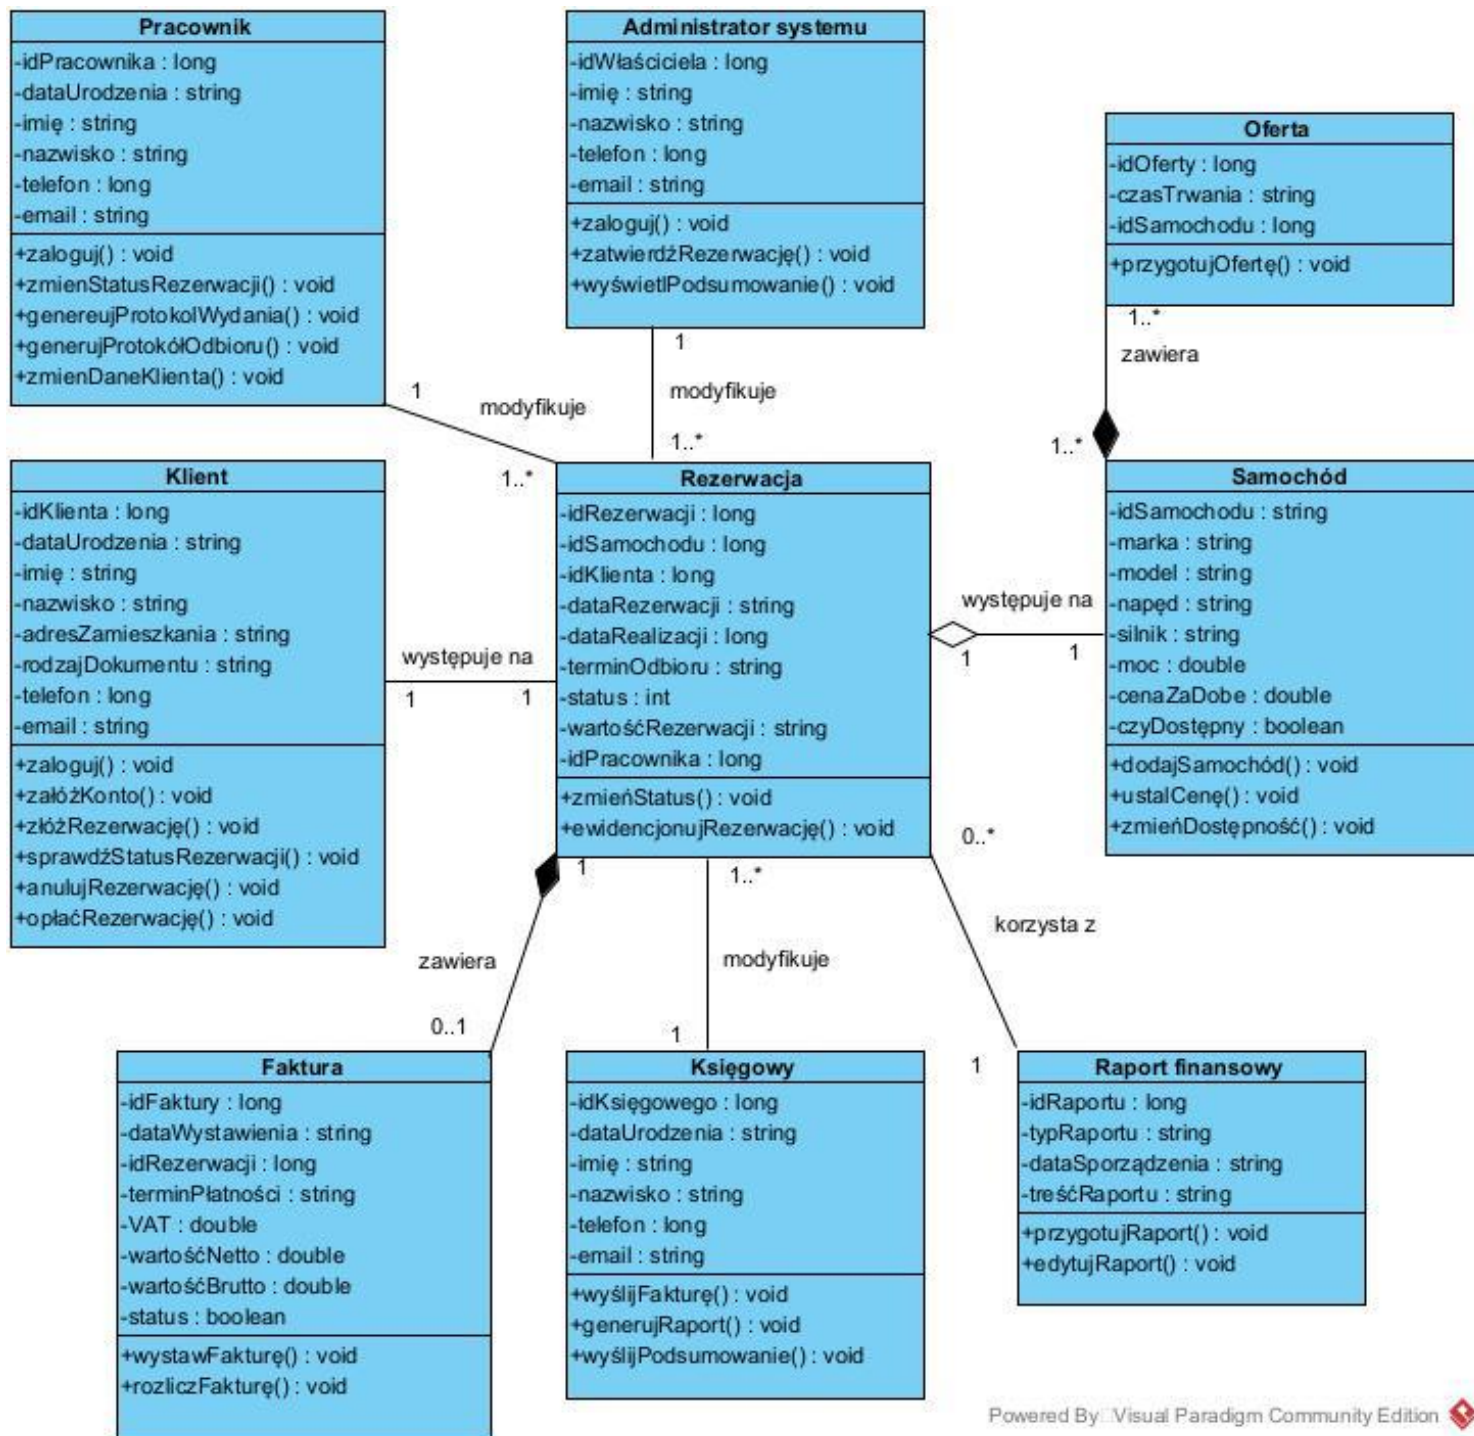 Pracownik
-idPracownika : long
-dataUrodzenia : string
-imię : string
-nazwisko : string
-telefon : long
-email : string
+zaloguj() : void
+zmienStatusRezerwacji() : void
+genereujProtokolWydania() : void
+generujProtokółOdbioru() : void
+zmienDaneKlienta() : void
Administrator systemu
-idWłaściciela : long
-imię : string
-nazwisko : string
-telefon : long
-email : string
+zaloguj() : void
+zatwierdźRezerwację() : void
+wyświetlPodsumowanie() : void
Oferta
-idOferty : long
-czasTrwania : string
-idSamochodu : long
+przygotujOfertę() : void
1
modyfikuje
1..*
1
modyfikuje
1..*
1..*
zawiera
1..*
Klient
-idKlienta : long
-dataUrodzenia : string
-imię : string
-nazwisko : string
-adresZamieszkania : string
-rodzajDokumentu : string
-telefon : long
-email : string
+zaloguj() : void
+załóżKonto() : void
+złóżRezerwację() : void
+sprawdźStatusRezerwacji() : void
+anulujRezerwację() : void
+opłaćRezerwację() : void
występuje na
1
1
Rezerwacja
-idRezerwacji : long
-idSamochodu : long
-idKlienta : long
-dataRezerwacji : string
-dataRealizacji : long
-terminOdbioru : string
-status : int
-wartośćRezerwacji : string
-idPracownika : long
+zmieńStatus() : void
+ewidencjonujRezerwację() : void
występuje na
1
1
Samochód
-idSamochodu : string
-marka : string
-model : string
-napęd : string
-silnik : string
-moc : double
-cenaZaDobe : double
-czyDostępny : boolean
+dodajSamochód() : void
+ustalCenę() : void
+zmieńDostępność() : void
1
zawiera
0..1
1..*
modyfikuje
1
0..*
korzysta z
1
Faktura
-idFaktury : long
-dataWystawienia : string
-idRezerwacji : long
-terminPłatności : string
-VAT : double
-wartośćNetto : double
-wartośćBrutto : double
-status : boolean
+wystawFakturę() : void
+rozliczFakturę() : void
Księgowy
-idKsięgowego : long
-dataUrodzenia : string
-imię : string
-nazwisko : string
-telefon : long
-email : string
+wyślijFakturę() : void
+generujRaport() : void
+wyślijPodsumowanie() : void
Raport finansowy
-idRaportu : long
-typRaportu : string
-dataSporządzenia : string
-treśćRaportu : string
+przygotujRaport() : void
+edytujRaport() : void
Powered By Visual Paradigm Community Edition